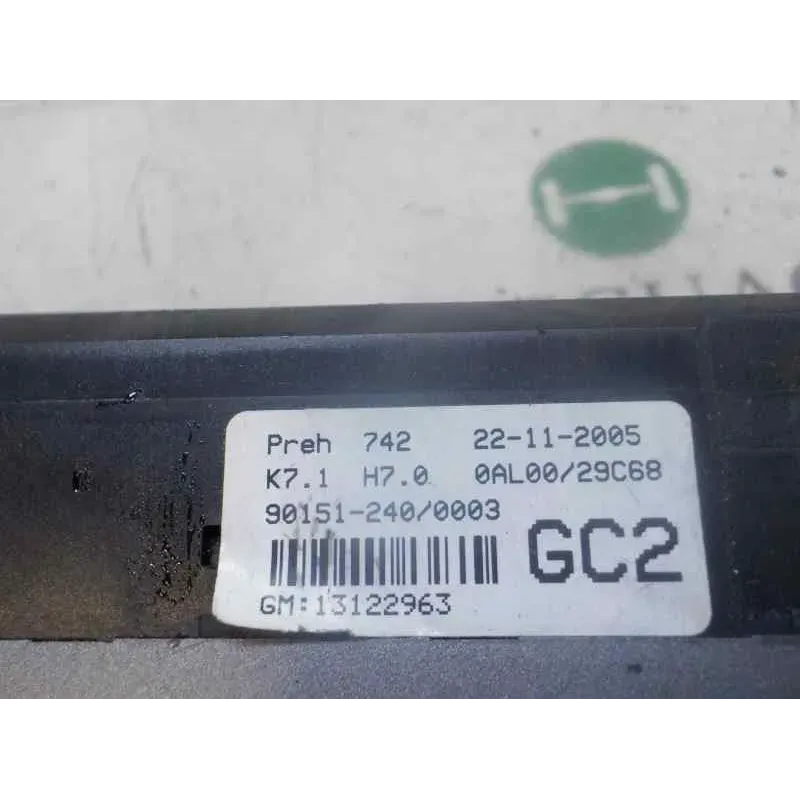 Preh 742 22-11-2005
K7.1 H7.0 0AL00/29C68
90151-240/0003
GC2
GM:13122963